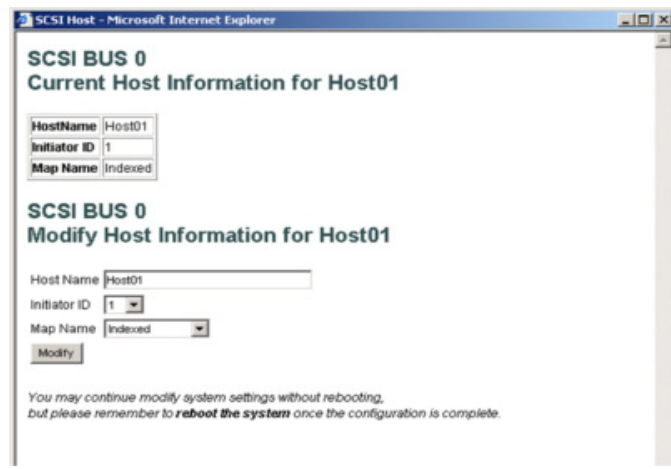 SCSI Host - Microsoft Internet Explorer
SCSI BUS 0
Current Host Information for Host01
HostName Host01
Initiator ID 1
Map Name Indexed
SCSI BUS 0
Modify Host Information for Host01
Host Name Host01
Initiator ID 1
Map Name Indexed
Modify
You may continue modify system settings without rebooting,
but please remember to reboot the system once the configuration is complete.